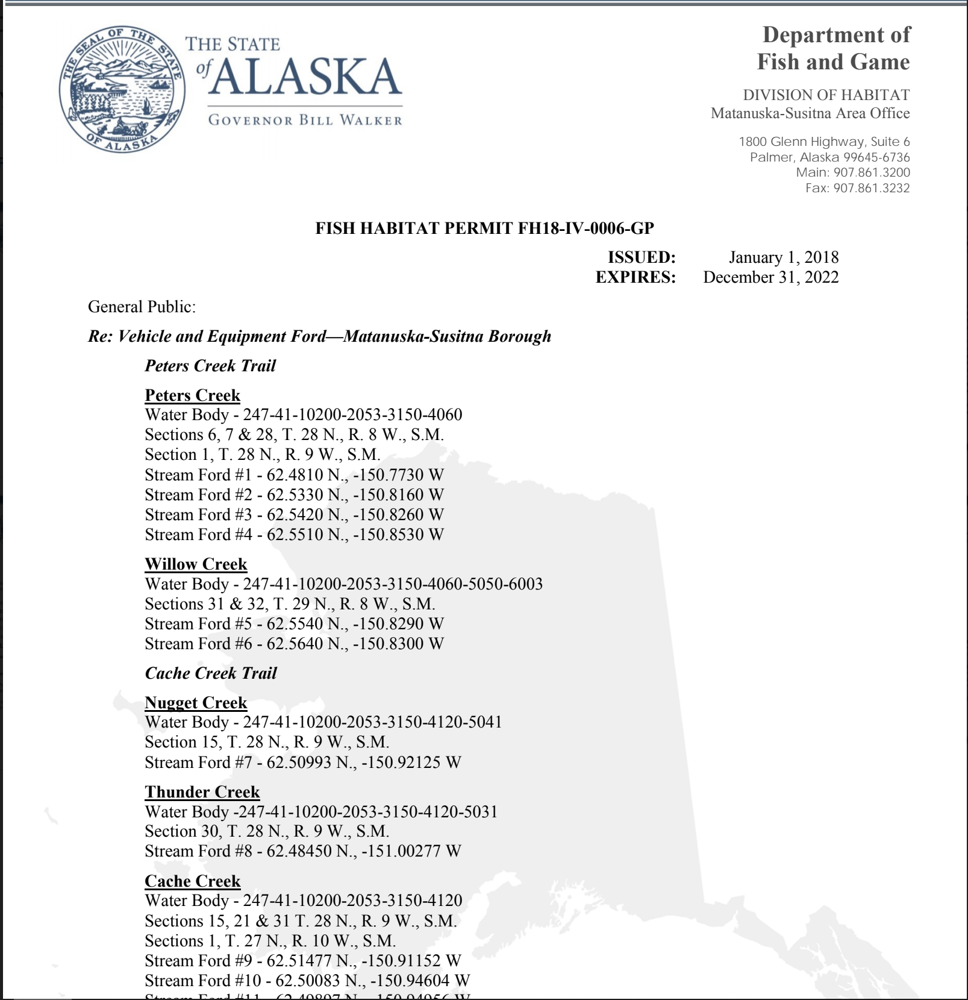 THE SEAL OF THE STATE
OF ALASKA
THE STATE
of ALASKA
GOVERNOR BILL WALKER
Department of
Fish and Game
DIVISION OF HABITAT
Matanuska-Susitna Area Office
1800 Glenn Highway, Suite 6
Palmer, Alaska 99645-6736
Main: 907.861.3200
Fax: 907.861.3232
FISH HABITAT PERMIT FH18-IV-0006-GP
ISSUED: January 1, 2018
EXPIRES: December 31, 2022
General Public:
Re: Vehicle and Equipment Ford—Matanuska-Susitna Borough
Peters Creek Trail
Peters Creek
Water Body - 247-41-10200-2053-3150-4060
Sections 6, 7 & 28, T. 28 N., R. 8 W., S.M.
Section 1, T. 28 N., R. 9 W., S.M.
Stream Ford #1 - 62.4810 N., -150.7730 W
Stream Ford #2 - 62.5330 N., -150.8160 W
Stream Ford #3 - 62.5420 N., -150.8260 W
Stream Ford #4 - 62.5510 N., -150.8530 W
Willow Creek
Water Body - 247-41-10200-2053-3150-4060-5050-6003
Sections 31 & 32, T. 29 N., R. 8 W., S.M.
Stream Ford #5 - 62.5540 N., -150.8290 W
Stream Ford #6 - 62.5640 N., -150.8300 W
Cache Creek Trail
Nugget Creek
Water Body - 247-41-10200-2053-3150-4120-5041
Section 15, T. 28 N., R. 9 W., S.M.
Stream Ford #7 - 62.50993 N., -150.92125 W
Thunder Creek
Water Body -247-41-10200-2053-3150-4120-5031
Section 30, T. 28 N., R. 9 W., S.M.
Stream Ford #8 - 62.48450 N., -151.00277 W
Cache Creek
Water Body - 247-41-10200-2053-3150-4120
Sections 15, 21 & 31 T. 28 N., R. 9 W., S.M.
Sections 1, T. 27 N., R. 10 W., S.M.
Stream Ford #9 - 62.51477 N., -150.91152 W
Stream Ford #10 - 62.50083 N., -150.94604 W
Stream Ford #11